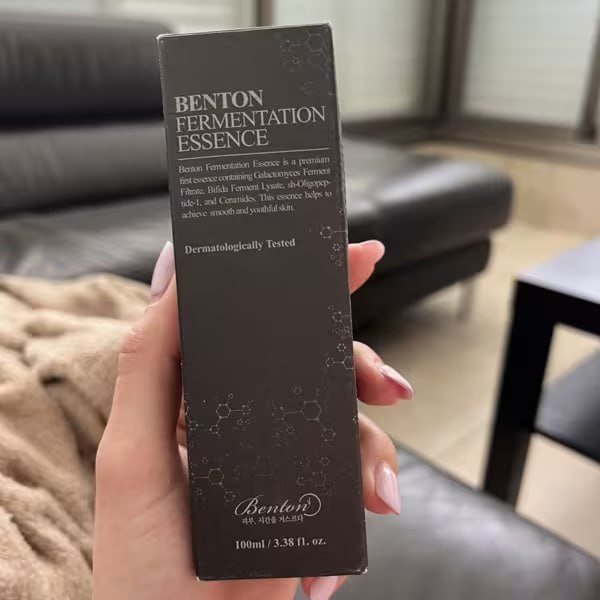 BENTON
FERMENTATION
ESSENCE
Benton Fermentation Essence is a premium
first essence containing Galactomyces Ferment
Filtrate, Bifida Ferment Lysate, sh-Oligopep-
tide-1, and Ceramides. This essence helps to
achieve smooth and youthful skin.
Dermatologically Tested
Benton
피부, 시간을 거스르다
100ml / 3.38 fl. oz.